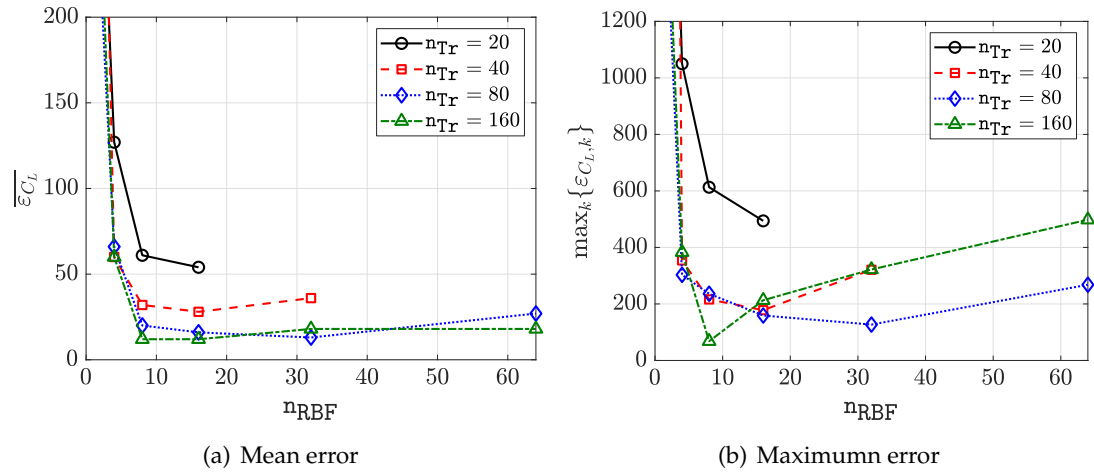 200
150
100
50
0
0 10 20 30 40 50 60
n_RBF
\overline{ε_{C_L}}
n_Tr = 20
n_Tr = 40
n_Tr = 80
n_Tr = 160
(a) Mean error
1200
1000
800
600
400
200
0
0 10 20 30 40 50 60
n_RBF
max_k{ε_{C_L,k}}
n_Tr = 20
n_Tr = 40
n_Tr = 80
n_Tr = 160
(b) Maximumn error